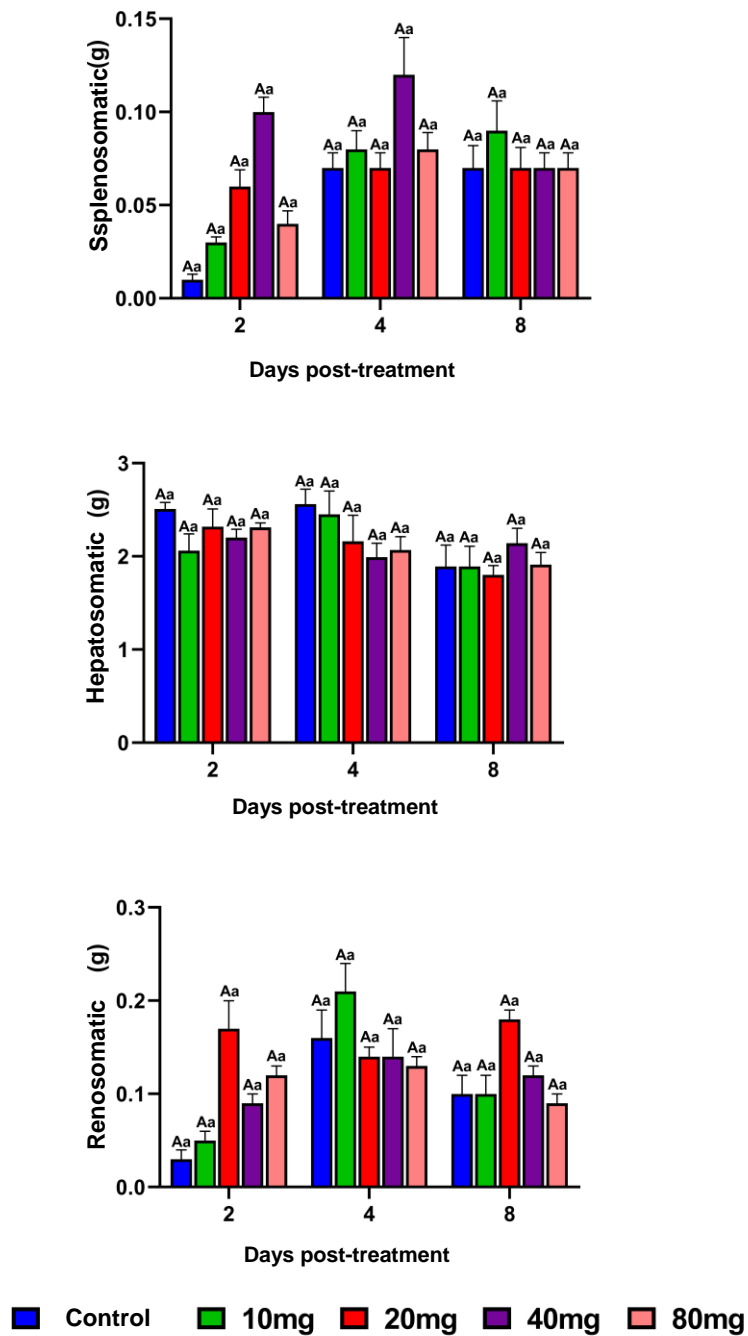 Ssplenosomatic(g)
0.15
0.10
0.05
0.00
Aa Aa Aa Aa Aa
Aa Aa Aa Aa Aa
Aa Aa Aa Aa Aa
2 4 8
Days post-treatment
Hepatosomatic (g)
3
2
1
0
Aa Aa Aa Aa Aa
Aa Aa Aa Aa Aa
Aa Aa Aa Aa Aa
2 4 8
Days post-treatment
Renosomatic (g)
0.3
0.2
0.1
0.0
Aa Aa Aa Aa Aa
Aa Aa Aa Aa Aa
Aa Aa Aa Aa Aa
2 4 8
Days post-treatment
Control 10mg 20mg 40mg 80mg